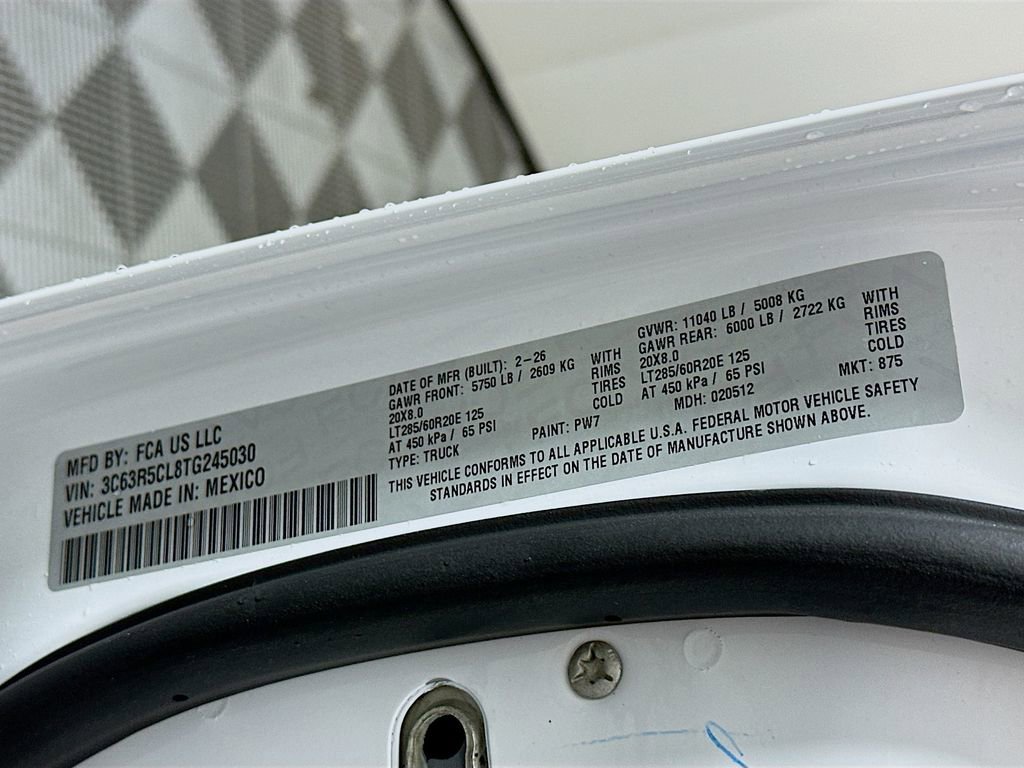 MFD BY: FCA US LLC
VIN: 3C63R5CL8TG245030
VEHICLE MADE IN: MEXICO
DATE OF MFR (BUILT): 2-26
GAWR FRONT: 5750 LB / 2609 KG WITH
20X8.0 RIMS
LT285/60R20E 125 TIRES
AT 450 kPa / 65 PSI COLD
TYPE: TRUCK
GVWR: 11040 LB / 5008 KG
GAWR REAR: 6000 LB / 2722 KG WITH
20X8.0 RIMS
LT285/60R20E 125 TIRES
AT 450 kPa / 65 PSI COLD
PAINT: PW7 MDH: 020512 MKT: 875
THIS VEHICLE CONFORMS TO ALL APPLICABLE U.S.A. FEDERAL MOTOR VEHICLE SAFETY
STANDARDS IN EFFECT ON THE DATE OF MANUFACTURE SHOWN ABOVE.